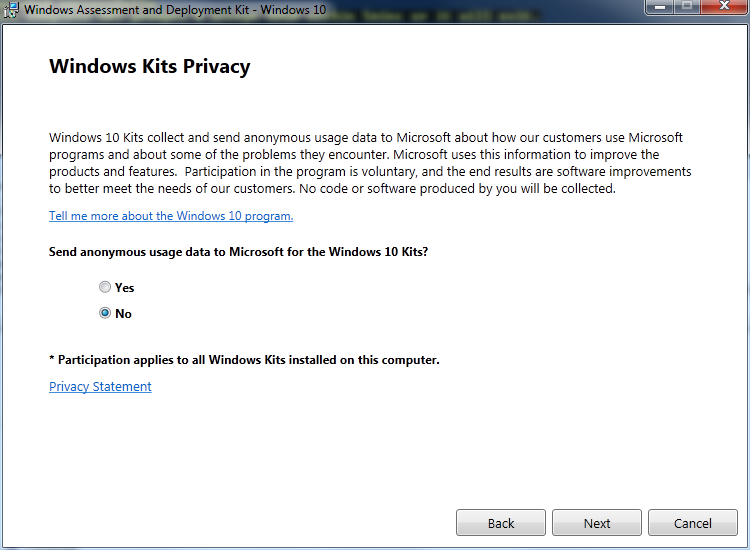 Windows Assessment and Deployment Kit - Windows 10
Windows Kits Privacy
Windows 10 Kits collect and send anonymous usage data to Microsoft about how our customers use Microsoft
programs and about some of the problems they encounter. Microsoft uses this information to improve the
products and features.  Participation in the program is voluntary, and the end results are software improvements
to better meet the needs of our customers. No code or software produced by you will be collected.
Tell me more about the Windows 10 program.
Send anonymous usage data to Microsoft for the Windows 10 Kits?
Yes
No
* Participation applies to all Windows Kits installed on this computer.
Privacy Statement
Back Next Cancel